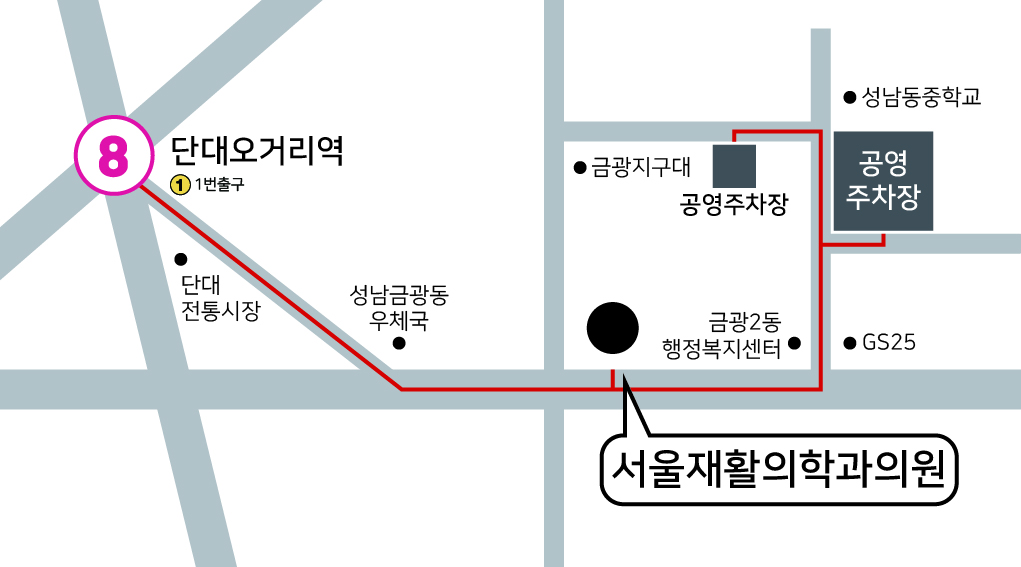 8
단대오거리역
1 1번출구
단대
전통시장
성남금광동
우체국
금광지구대
공영주차장
성남동중학교
공영
주차장
금광2동
행정복지센터
GS25
서울재활의학과의원